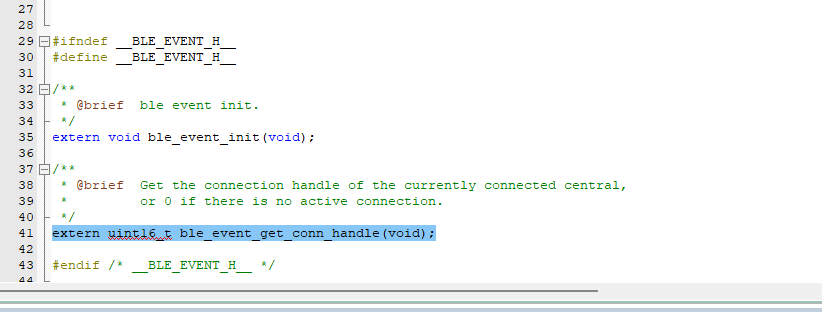 27
28
29 #ifndef __BLE_EVENT_H__
30 #define __BLE_EVENT_H__
31
32 /**
33 * @brief ble event init.
34 */
35 extern void ble_event_init(void);
36
37 /**
38 * @brief Get the connection handle of the currently connected central,
39 * or 0 if there is no active connection.
40 */
41 extern uint16_t ble_event_get_conn_handle(void);
42
43 #endif /* __BLE_EVENT_H__ */
44